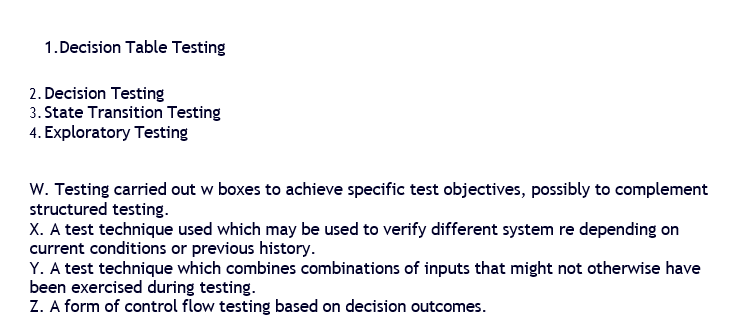 1.Decision Table Testing
2. Decision Testing
3. State Transition Testing
4. Exploratory Testing
W. Testing carried out w boxes to achieve specific test objectives, possibly to complement
structured testing.
X. A test technique used which may be used to verify different system re depending on
current conditions or previous history.
Y. A test technique which combines combinations of inputs that might not otherwise have
been exercised during testing.
Z. A form of control flow testing based on decision outcomes.